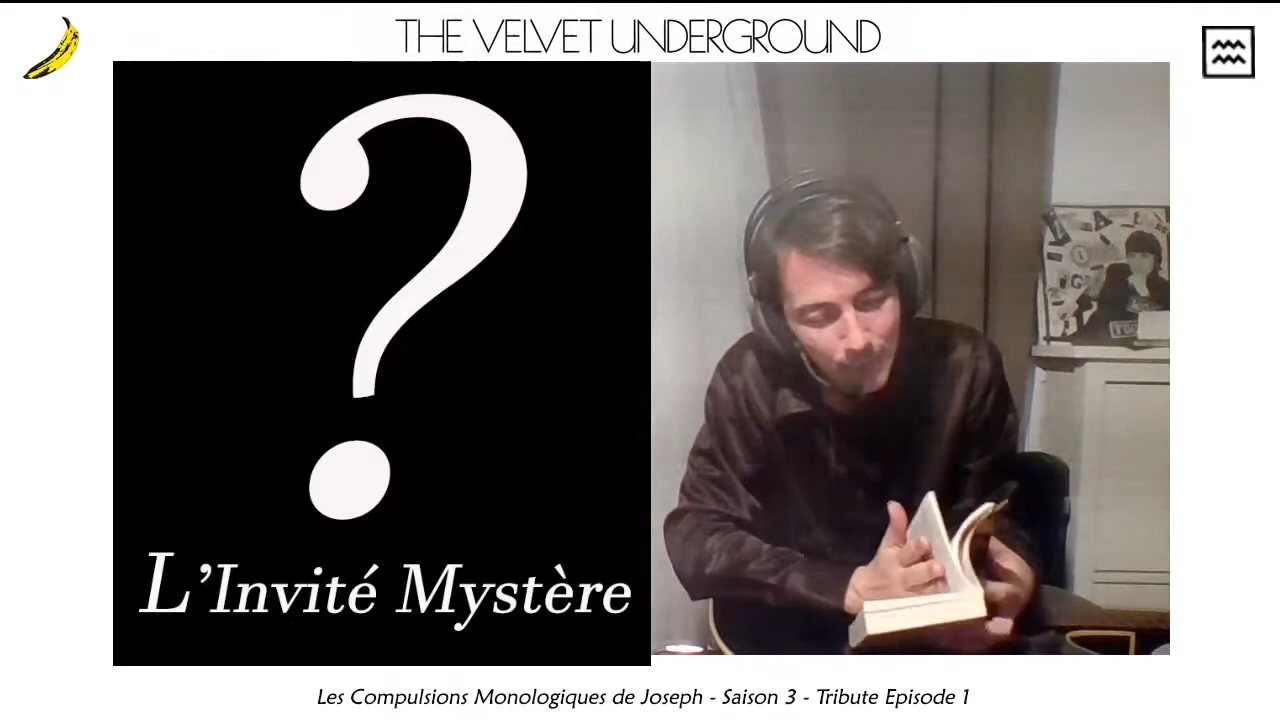 THE VELVET UNDERGROUND
?
L'Invité Mystère
Les Compulsions Monologiques de Joseph - Saison 3 - Tribute Episode 1